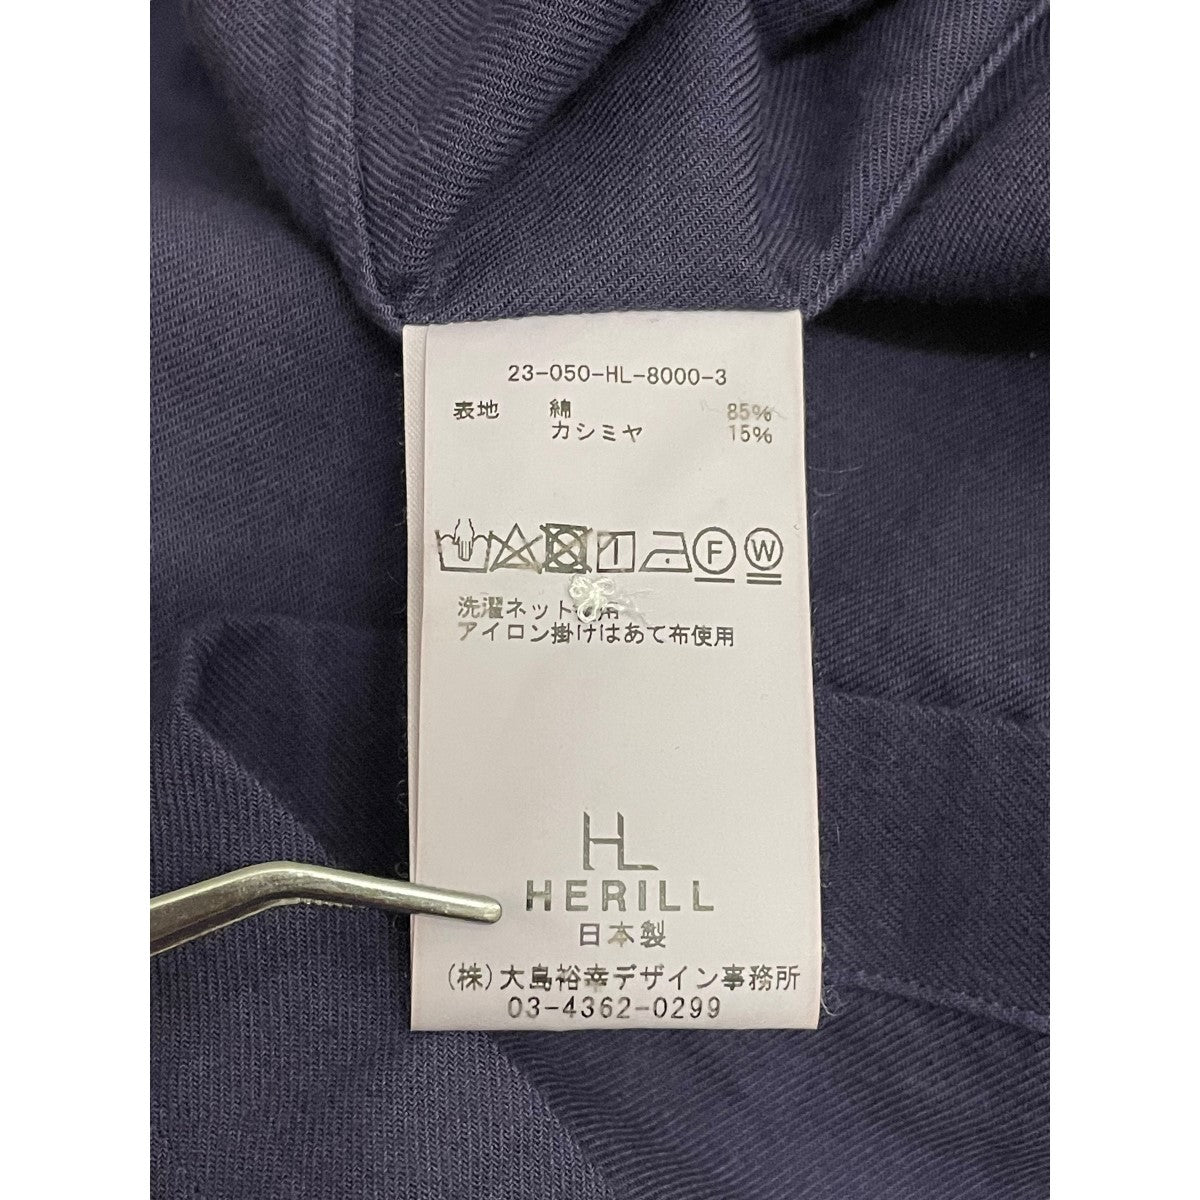 23-050-HL-8000-3
表地 綿 85%
カシミヤ 15%
F W
洗濯ネット使用
アイロン掛けはあて布使用
HL
HERILL
日本製
(株)大島裕幸デザイン事務所
03-4362-0299